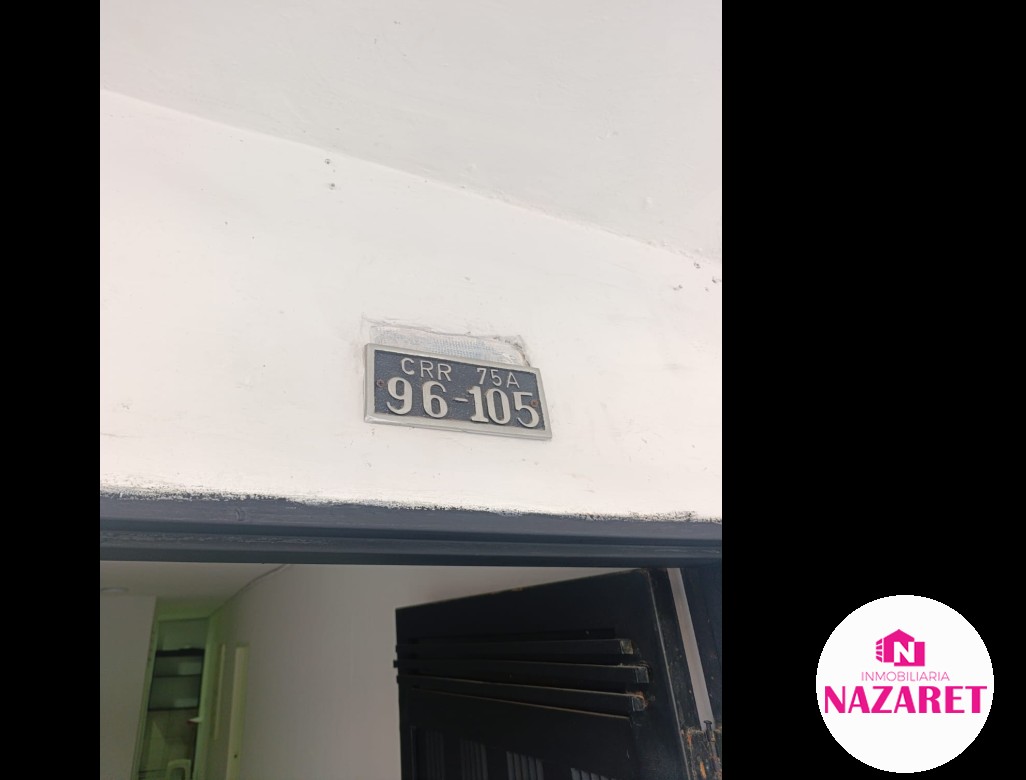 CRR 75A
96-105
N
INMOBILIARIA
NAZARET